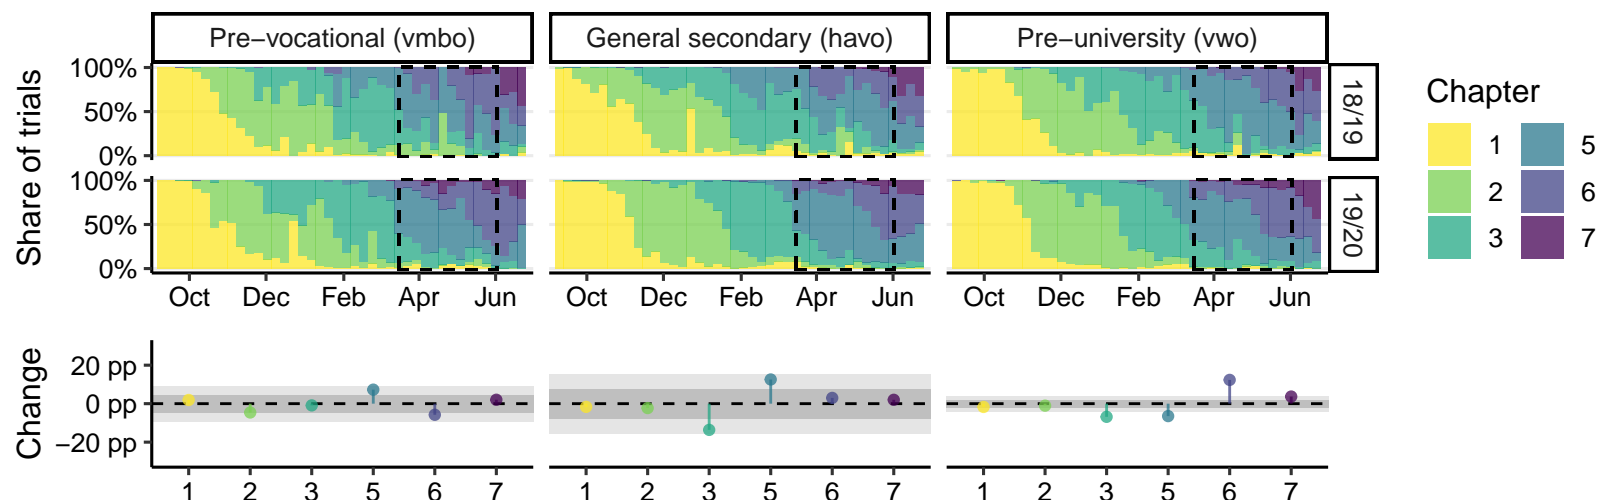 Pre−vocational (vmbo) General secondary (havo) Pre−university (vwo)
Share of trials
100%
50%
0%
18/19
100%
50%
0%
19/20
Oct Dec Feb Apr Jun Oct Dec Feb Apr Jun Oct Dec Feb Apr Jun
Chapter
1 5
2 6
3 7
Change
20 pp
0 pp
−20 pp
1 2 3 5 6 7 1 2 3 5 6 7 1 2 3 5 6 7